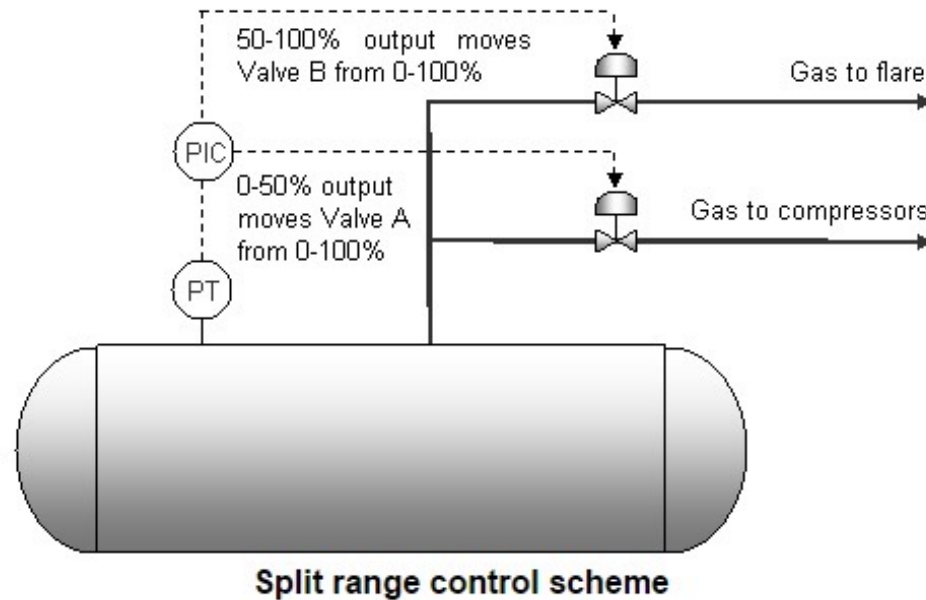 50-100% output moves
Valve B from 0-100%
Gas to flare
PIC
0-50% output
moves Valve A
from 0-100%
Gas to compressors
PT
Split range control scheme